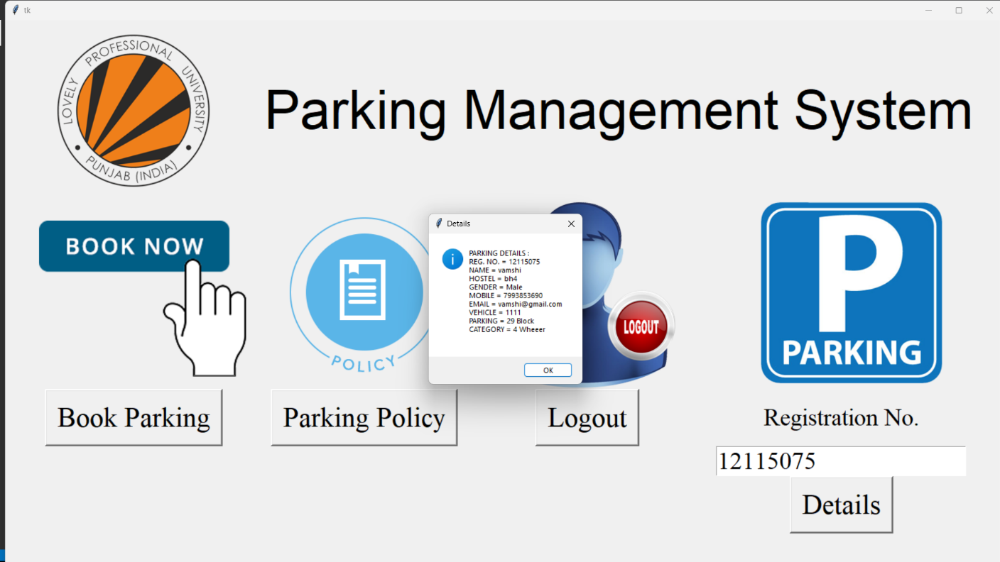 tk
LOVELY PROFESSIONAL UNIVERSITY
PUNJAB (INDIA)
Parking Management System
BOOK NOW
POLICY
Details
PARKING DETAILS :
REG. NO. = 12115075
NAME = vamshi
HOSTEL = bh4
GENDER = Male
MOBILE = 7993853690
EMAIL = vamshi@gmail.com
VEHICLE = 1111
PARKING = 29 Block
CATEGORY = 4 Wheeer
OK
LOGOUT
P
PARKING
Book Parking
Parking Policy
Logout
Registration No.
12115075
Details